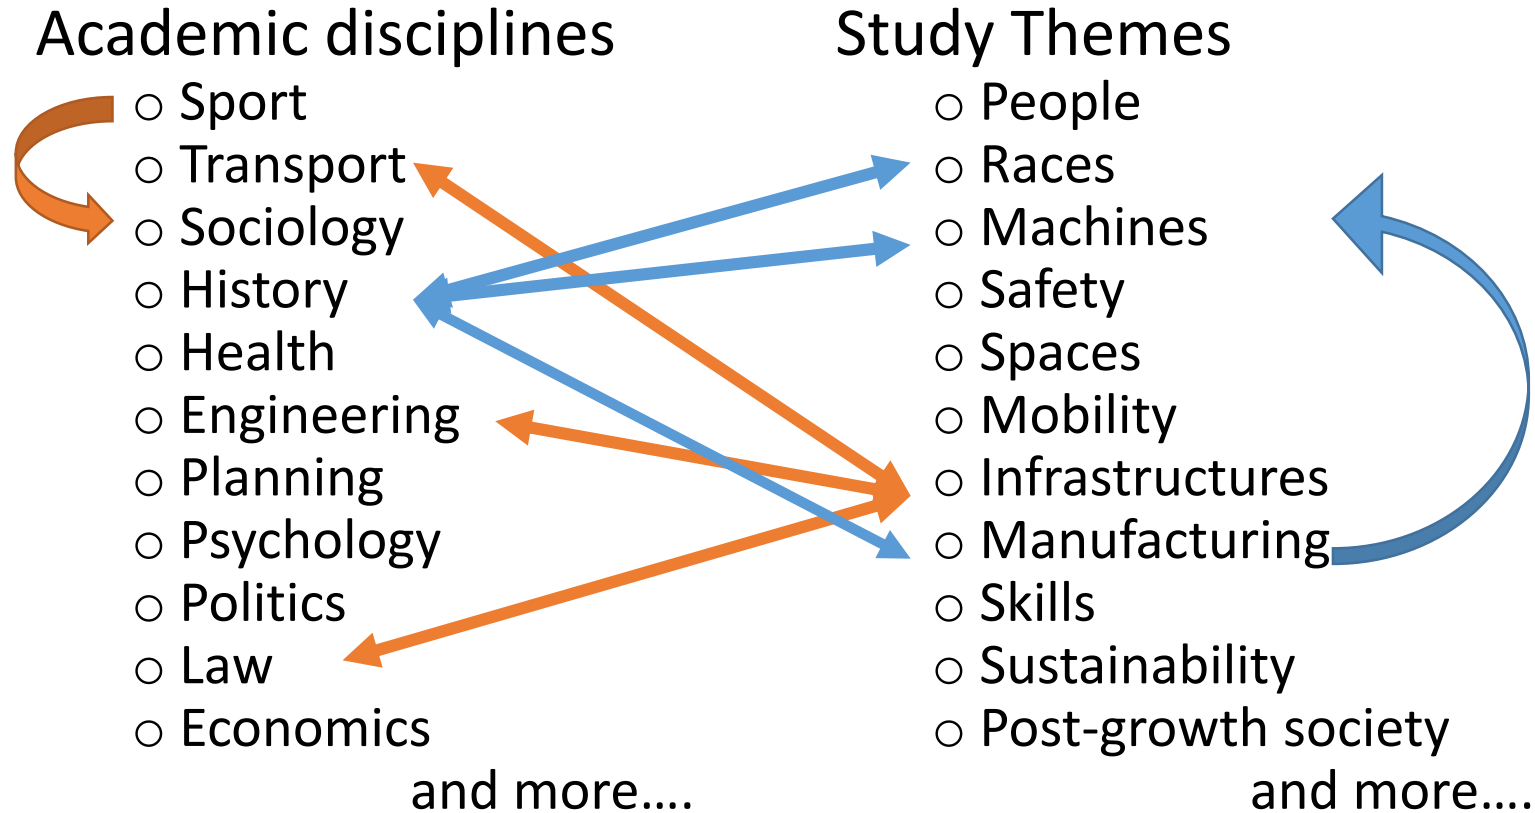 Academic disciplines
Sport
Transport
Sociology
History
Health
Engineering
Planning
Psychology
Politics
Law
Economics
and more....
Study Themes
People
Races
Machines
Safety
Spaces
Mobility
Infrastructures
Manufacturing
Skills
Sustainability
Post-growth society
and more....